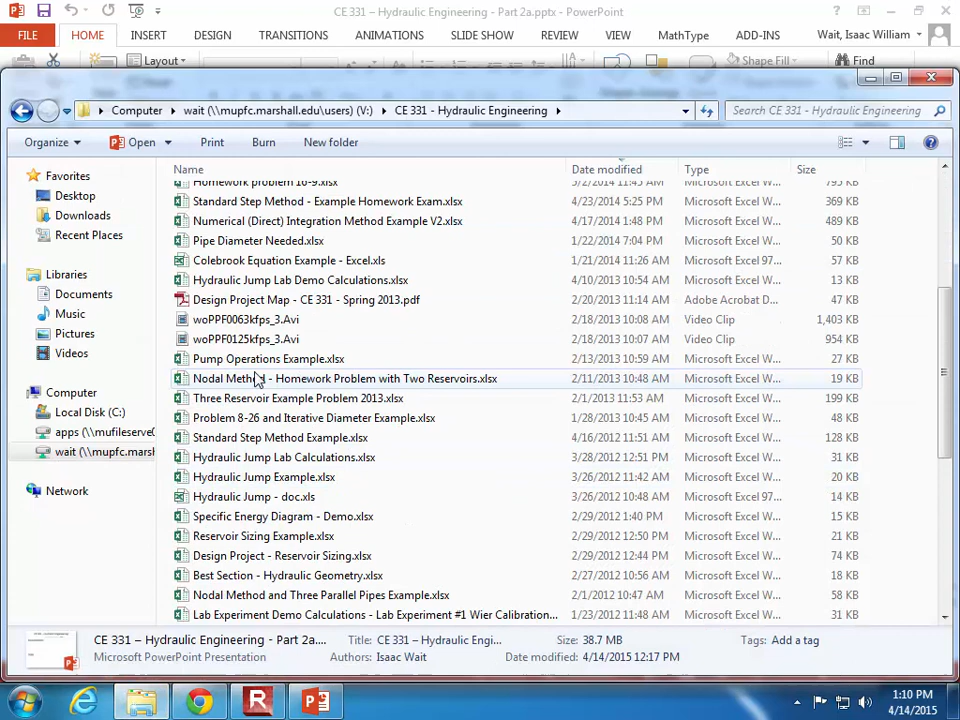 CE 331 – Hydraulic Engineering - Part 2a.pptx - PowerPoint
FILE HOME INSERT DESIGN TRANSITIONS ANIMATIONS SLIDE SHOW REVIEW VIEW MathType ADD-INS Wait, Isaac William
Layout Shape Fill Find
Computer wait (\\mupfc.marshall.edu\users) (V:) CE 331 - Hydraulic Engineering Search CE 331 - Hydraulic Engineering
Organize Open Print Burn New folder
Name Date modified Type Size
Homework problem 10-9.xlsx 5/2/2014 11:45 AM Microsoft Excel W... 795 KB
Standard Step Method - Example Homework Exam.xlsx 4/23/2014 5:25 PM Microsoft Excel W... 369 KB
Numerical (Direct) Integration Method Example V2.xlsx 4/17/2014 1:48 PM Microsoft Excel W... 489 KB
Pipe Diameter Needed.xlsx 1/22/2014 7:04 PM Microsoft Excel W... 50 KB
Colebrook Equation Example - Excel.xls 1/21/2014 11:26 AM Microsoft Excel 97... 57 KB
Hydraulic Jump Lab Demo Calculations.xlsx 4/10/2013 10:54 AM Microsoft Excel W... 13 KB
Design Project Map - CE 331 - Spring 2013.pdf 2/20/2013 11:14 AM Adobe Acrobat D... 47 KB
woPPF0063kfps_3.Avi 2/18/2013 10:08 AM Video Clip 1,403 KB
woPPF0125kfps_3.Avi 2/18/2013 10:07 AM Video Clip 954 KB
Pump Operations Example.xlsx 2/13/2013 10:59 AM Microsoft Excel W... 27 KB
Nodal Method - Homework Problem with Two Reservoirs.xlsx 2/11/2013 10:48 AM Microsoft Excel W... 19 KB
Three Reservoir Example Problem 2013.xlsx 2/1/2013 11:53 AM Microsoft Excel W... 199 KB
Problem 8-26 and Iterative Diameter Example.xlsx 1/28/2013 10:45 AM Microsoft Excel W... 48 KB
Standard Step Method Example.xlsx 4/16/2012 11:51 AM Microsoft Excel W... 128 KB
Hydraulic Jump Lab Calculations.xlsx 3/28/2012 12:51 PM Microsoft Excel W... 31 KB
Hydraulic Jump Example.xlsx 3/26/2012 11:42 AM Microsoft Excel W... 20 KB
Hydraulic Jump - doc.xls 3/26/2012 10:48 AM Microsoft Excel 97... 14 KB
Specific Energy Diagram - Demo.xlsx 2/29/2012 1:40 PM Microsoft Excel W... 15 KB
Reservoir Sizing Example.xlsx 2/29/2012 12:50 PM Microsoft Excel W... 21 KB
Design Project - Reservoir Sizing.xlsx 2/29/2012 12:44 PM Microsoft Excel W... 74 KB
Best Section - Hydraulic Geometry.xlsx 2/27/2012 10:56 AM Microsoft Excel W... 18 KB
Nodal Method and Three Parallel Pipes Example.xlsx 2/1/2012 10:47 AM Microsoft Excel W... 58 KB
Lab Experiment Demo Calculations - Lab Experiment #1 Wier Calibration... 1/23/2012 11:48 AM Microsoft Excel W... 31 KB
Favorites
Desktop
Downloads
Recent Places
Libraries
Documents
Music
Pictures
Videos
Computer
Local Disk (C:)
apps (\\mufileserve
wait (\\mupfc.marsh
Network
CE 331 – Hydraulic Engineering - Part 2a.... Title: CE 331 – Hydraulic Engi... Size: 38.7 MB Tags: Add a tag
Microsoft PowerPoint Presentation Authors: Isaac Wait Date modified: 4/14/2015 12:17 PM
1:10 PM
4/14/2015